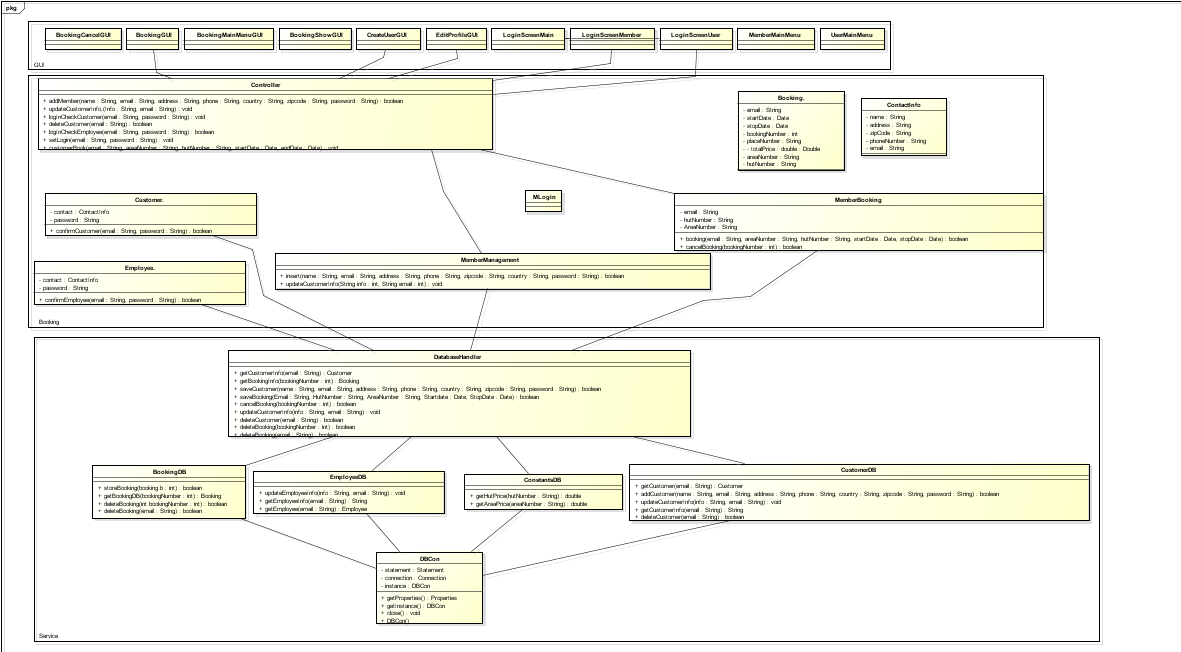 pkg
BookingCancelGUI
BookingGUI
BookingMainMenuGUI
BookingShowGUI
CreateUserGUI
EditProfileGUI
LoginScreenMain
LoginScreenMember
LoginScreenUser
MemberMainMenu
UserMainMenu
GUI
Controller
+ addMember(name : String, email : String, address : String, phone : String, country : String, zipcode : String, password : String) : boolean
+ updateCustomerInfo,(Info : String, email : String) : void
+ logInCheckCustomer(email : String, password : String) : void
+ deleteCustomer(email : String) : boolean
+ logInCheckEmployee(email : String, password : String) : boolean
+ setLogin(email : String, password : String) : void
+ customerBook(email : String, areaNumber : String, hutNumber : String, startDate : Date, endDate : Date) : void
Booking.
- email : String
- startDate : Date
- stopDate : Date
- bookingNumber : int
- placeNumber : String
- - totalPrice : double : Double
- areaNumber : String
- hutNumber : String
ContactInfo
- name : String
- address : String
- zipCode : String
- phoneNumber : String
- email : String
Customer.
- contact : ContactInfo
- password : String
+ confirmCustomer(email : String, password : String) : boolean
MLogin
MemberBooking
- email : String
- hutNumber : String
- AreaNumber : String
+ booking(email : String, areaNumber : String, hutNumber : String, startDate : Date, stopDate : Date) : boolean
+ cancelBooking(bookingNumber : int) : boolean
Employee.
- contact : ContactInfo
- password : String
+ confirmEmployee(email : String, password : String) : boolean
MemberManagement
+ insert(name : String, email : String, address : String, phone : String, zipcode : String, country : String, password : String) : boolean
+ updateCustomerInfo(String info : int, String email : int) : void
Booking
DatabaseHandler
+ getCustomerInfo(email : String) : Customer
+ getBookingInfo(bookingNumber : int) : Booking
+ saveCustomer(name : String, email : String, address : String, phone : String, country : String, zipcode : String, password : String) : boolean
+ saveBooking(Email : String, HutNumber : String, AreaNumber : String, Startdate : Date, StopDate : Date) : boolean
+ cancelBooking(bookingNumber : int) : boolean
+ updateCustomerInfo(info : String, email : String) : void
+ deleteCustomer(email : String) : boolean
+ deleteBooking(bookingNumber : int) : boolean
+ deleteBooking(email : String) : boolean
BookingDB
+ storeBooking(booking b : int) : boolean
+ getBookingDB(bookingNumber : int) : Booking
+ deleteBooking(int bookingNumber : int) : boolean
+ deleteBooking(email : String) : boolean
EmployeeDB
+ updateEmployeeInfo(info : String, email : String) : void
+ getEmployeeInfo(email : String) : String
+ getEmployee(email : String) : Employee
ConstantsDB
+ getHutPrice(hutNumber : String) : double
+ getAreaPrice(areaNumber : String) : double
CustomerDB
+ getCustomer(email : String) : Customer
+ addCustomer(name : String, email : String, address : String, phone : String, country : String, zipcode : String, password : String) : boolean
+ updateCustomerInfo(info : String, email : String) : void
+ getCustomerInfo(email : String) : String
+ deleteCustomer(email : String) : boolean
DBCon
- statement : Statement
- connection : Connection
- instance : DBCon
+ getProperties() : Properties
+ getInstance() : DBCon
+ close() : void
+ DBCon()
Service